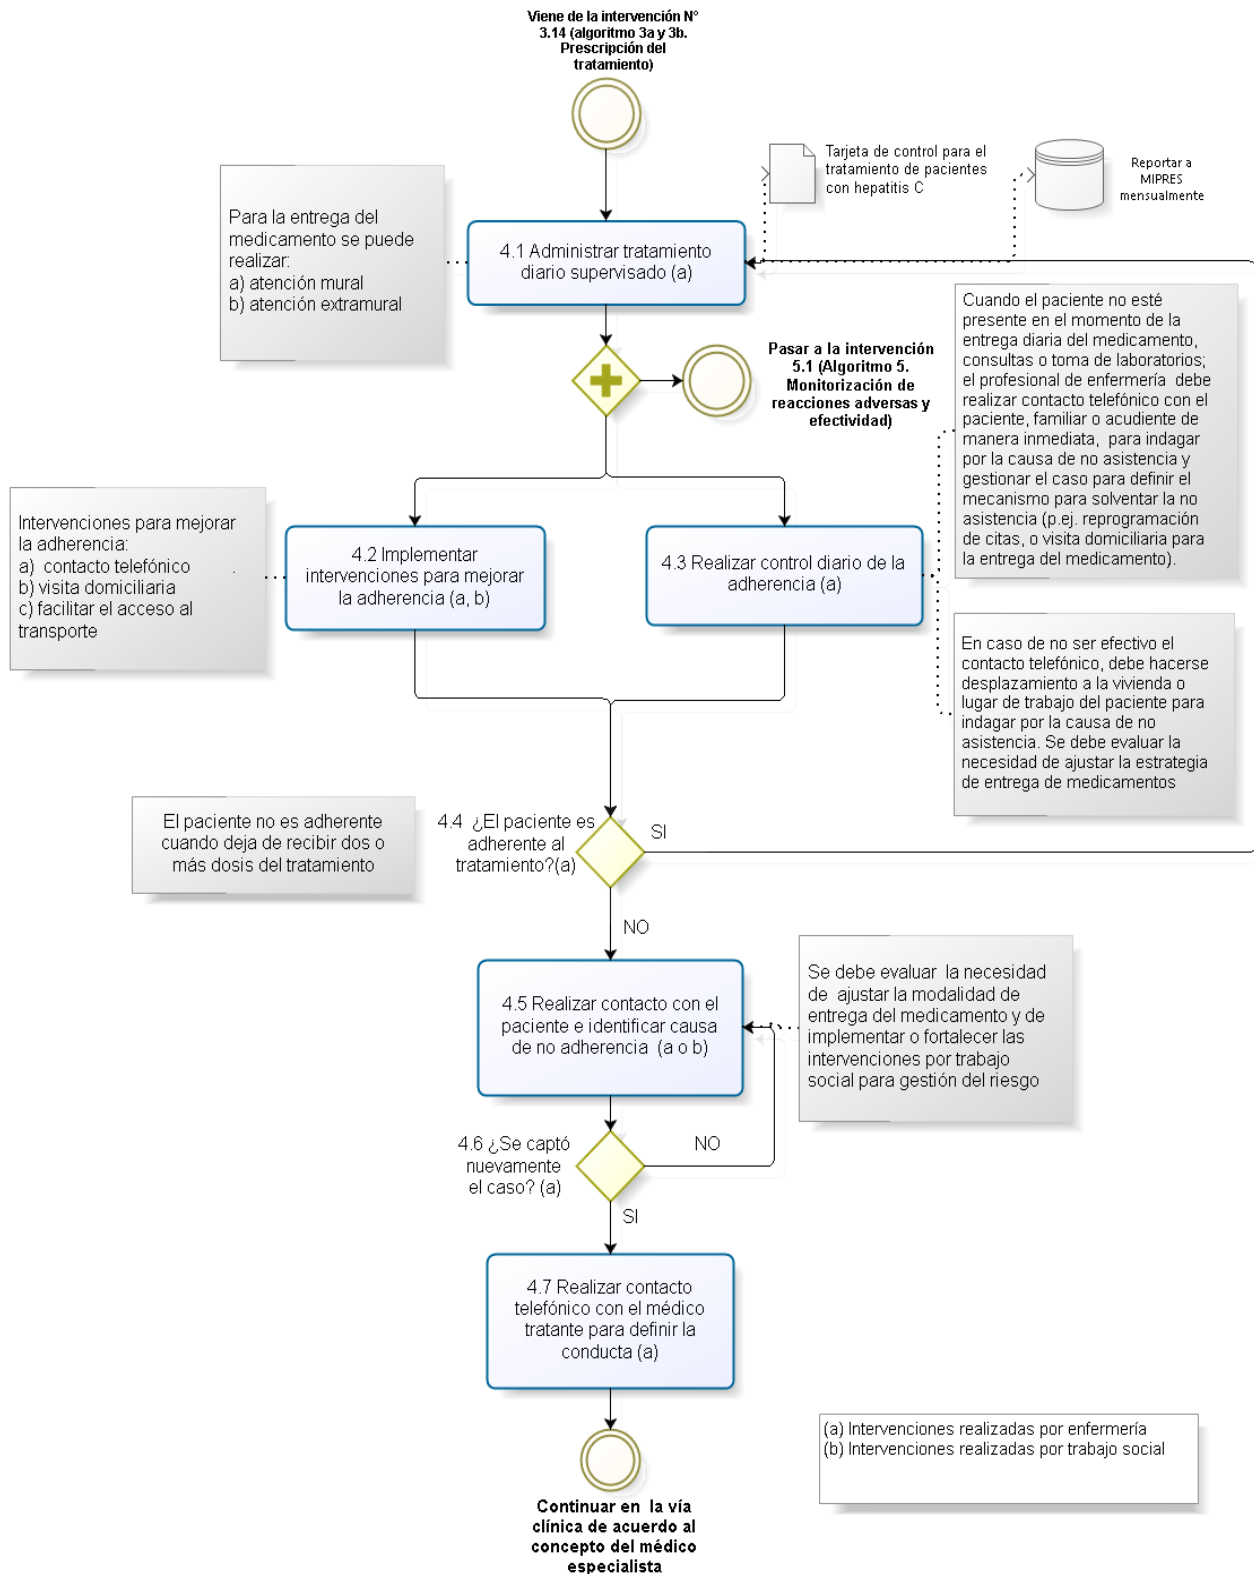 Viene de la intervención N°
3.14 (algoritmo 3a y 3b.
Prescripción del
tratamiento)
Tarjeta de control para el
tratamiento de pacientes
con hepatitis C
Reportar a
MIPRES
mensualmente
Para la entrega del
medicamento se puede
realizar:
a) atención mural
b) atención extramural
4.1 Administrar tratamiento
diario supervisado (a)
Pasar a la intervención
5.1 (Algoritmo 5.
Monitorización de
reacciones adversas y
efectividad)
Cuando el paciente no esté
presente en el momento de la
entrega diaria del medicamento,
consultas o toma de laboratorios;
el profesional de enfermería debe
realizar contacto telefónico con el
paciente, familiar o acudiente de
manera inmediata, para indagar
por la causa de no asistencia y
gestionar el caso para definir el
mecanismo para solventar la no
asistencia (p.ej. reprogramación
de citas, o visita domiciliaria para
la entrega del medicamento).
Intervenciones para mejorar
la adherencia:
a) contacto telefónico
b) visita domiciliaria
c) facilitar el acceso al
transporte
4.2 Implementar
intervenciones para mejorar
la adherencia (a, b)
4.3 Realizar control diario de la
adherencia (a)
En caso de no ser efectivo el
contacto telefónico, debe hacerse
desplazamiento a la vivienda o
lugar de trabajo del paciente para
indagar por la causa de no
asistencia. Se debe evaluar la
necesidad de ajustar la estrategia
de entrega de medicamentos
El paciente no es adherente
cuando deja de recibir dos o
más dosis del tratamiento
4.4 ¿El paciente es
adherente al
tratamiento?(a)
SI
NO
4.5 Realizar contacto con el
paciente e identificar causa
de no adherencia (a o b)
Se debe evaluar la necesidad
de ajustar la modalidad de
entrega del medicamento y de
implementar o fortalecer las
intervenciones por trabajo
social para gestión del riesgo
4.6 ¿Se captó
nuevamente
el caso? (a)
NO
SI
4.7 Realizar contacto
telefónico con el médico
tratante para definir la
conducta (a)
(a) Intervenciones realizadas por enfermería
(b) Intervenciones realizadas por trabajo social
Continuar en la vía
clínica de acuerdo al
concepto del médico
especialista